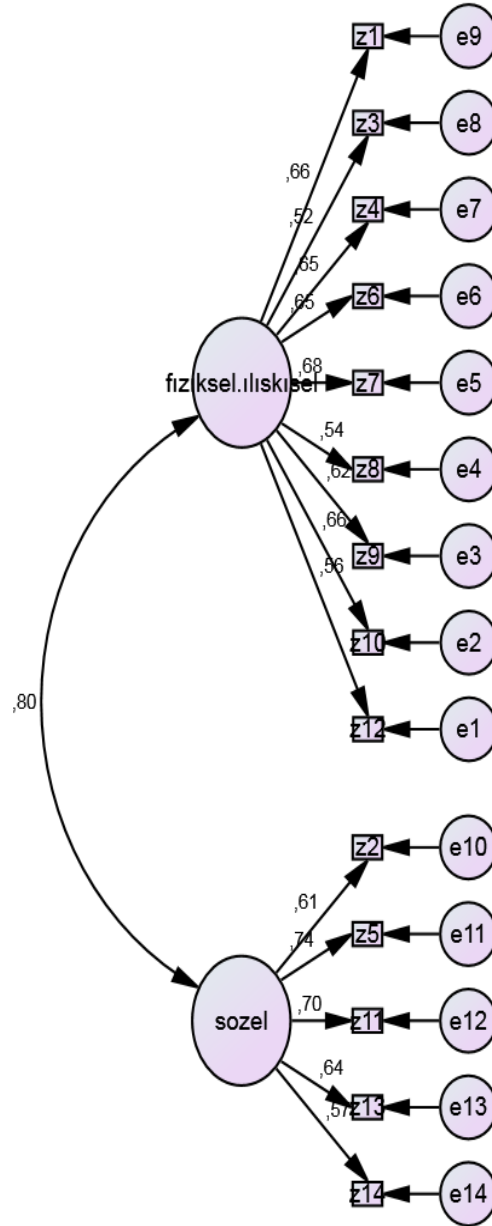 z1 e9
z3 e8
,66
,52
z4 e7
,65
,65
z6 e6
fızıksel.ılıskısel
,68
z7 e5
,54
z8 e4
,62
,66
z9 e3
,56
z10 e2
,80
z12 e1
z2 e10
,61
,74
z5 e11
sozel
,70
z11 e12
,64
,57
z13 e13
z14 e14